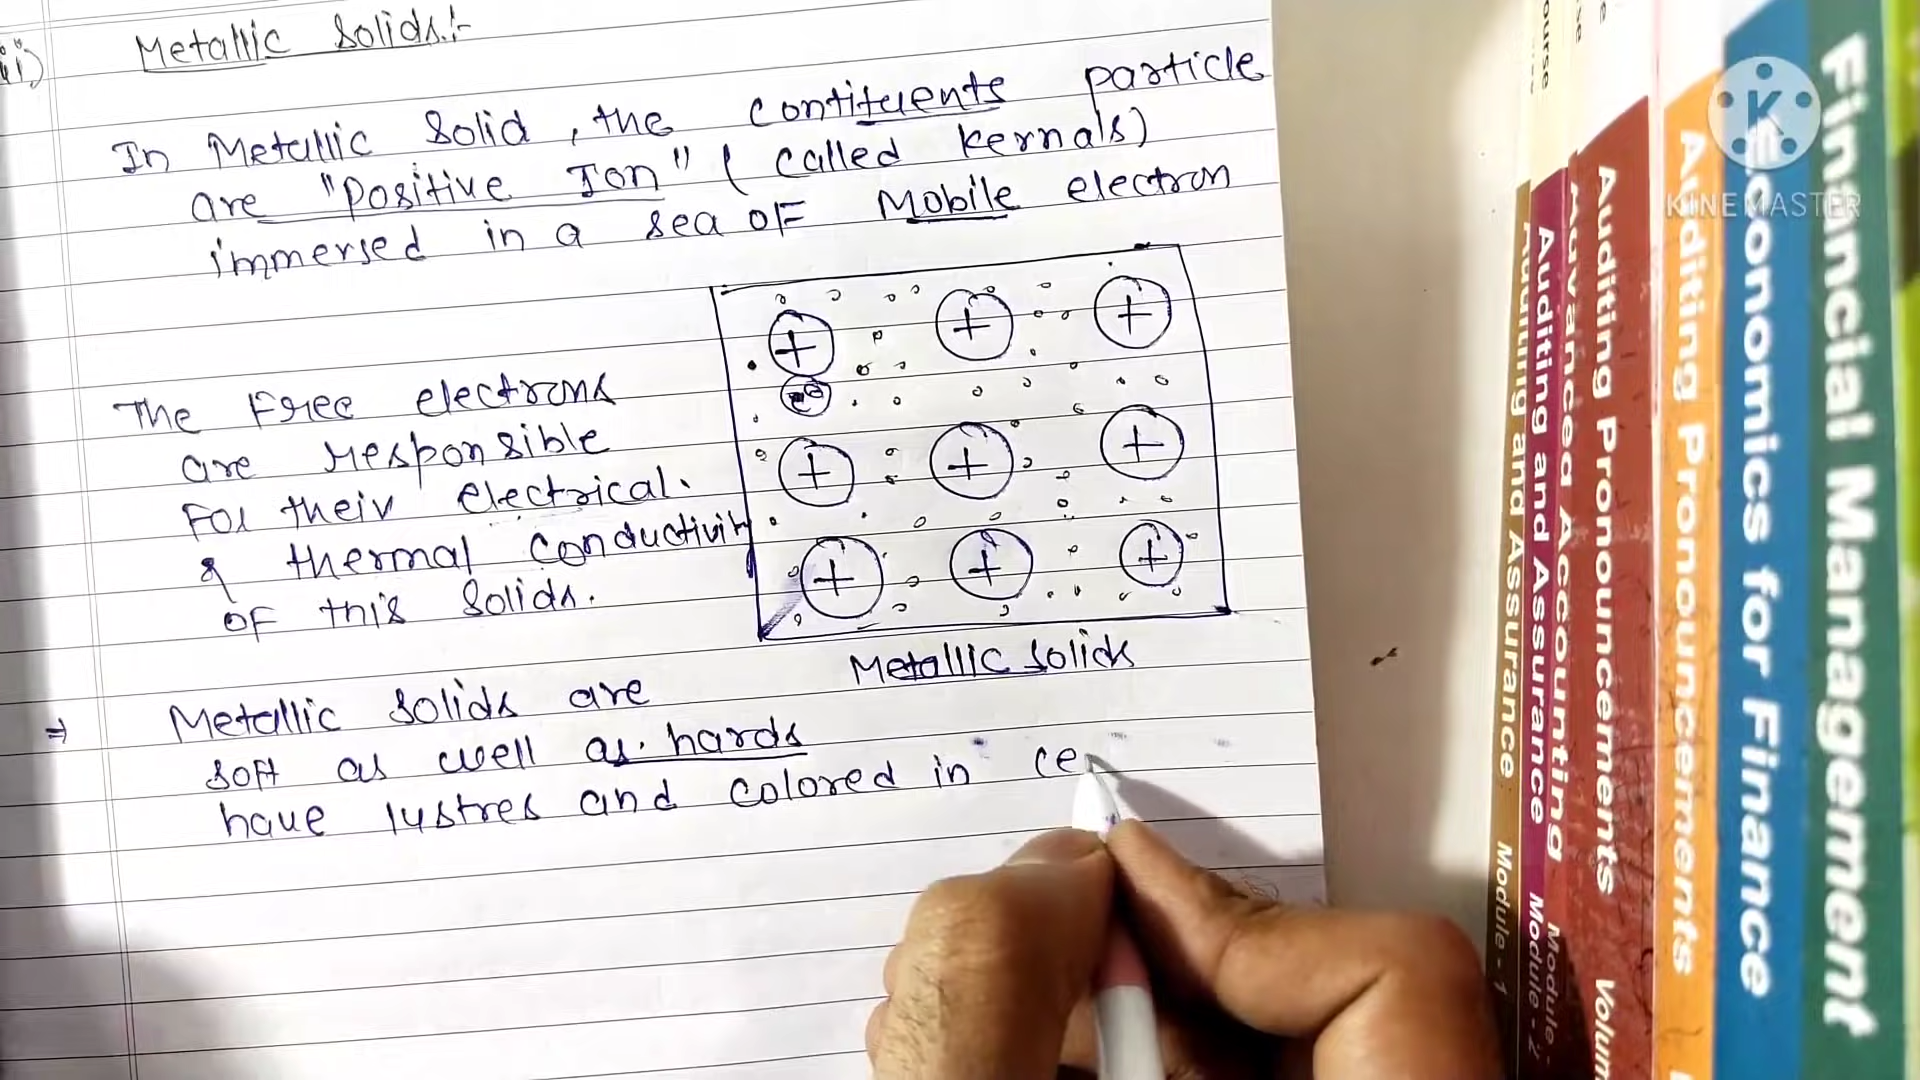 ii) Metallic Solids:-
In Metallic Solid, the contituents particle
are "Positive Ion" (called kernals)
immersed in a sea of Mobile electron
The Free electrons
are responsible
For their electrical.
& thermal conductivity
of this solids.
Metallic Solids
⇒ Metallic solids are
soft as well as hards
have lustres and colored in ce
Auditing and Assurance Module - 1
Auditing and Assurance Module - 2
Advanced Accounting Module
Auditing Pronouncements Volum
Auditing Pronouncements
Economics for Finance
Financial Management
K
KINEMASTER